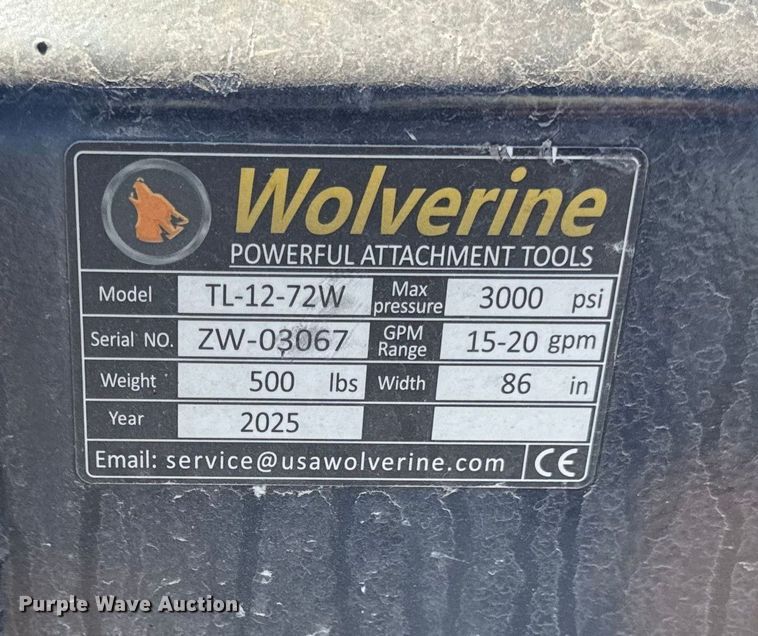 Wolverine
POWERFUL ATTACHMENT TOOLS
Model TL-12-72W Max pressure 3000 psi
Serial NO. ZW-03067 GPM Range 15-20 gpm
Weight 500 lbs Width 86 in
Year 2025
Email: service@usawolverine.com CE
Purple Wave Auction